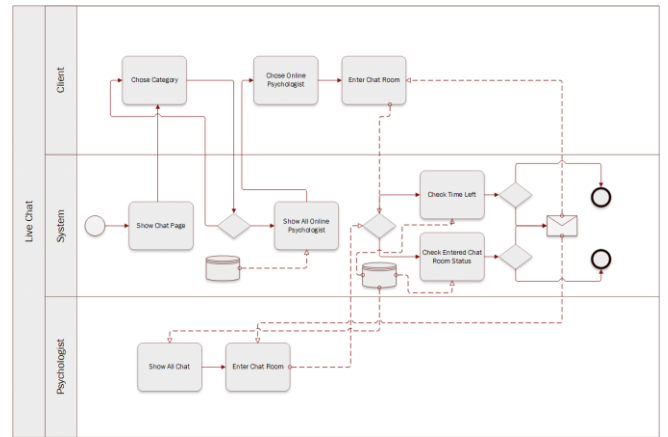 Live Chat
Client
Chose Category
Chose Online
Psychologist
Enter Chat Room
System
Show Chat Page
Show All Online
Psychologist
Check Time Left
Check Entered Chat
Room Status
Psychologist
Show All Chat
Enter Chat Room